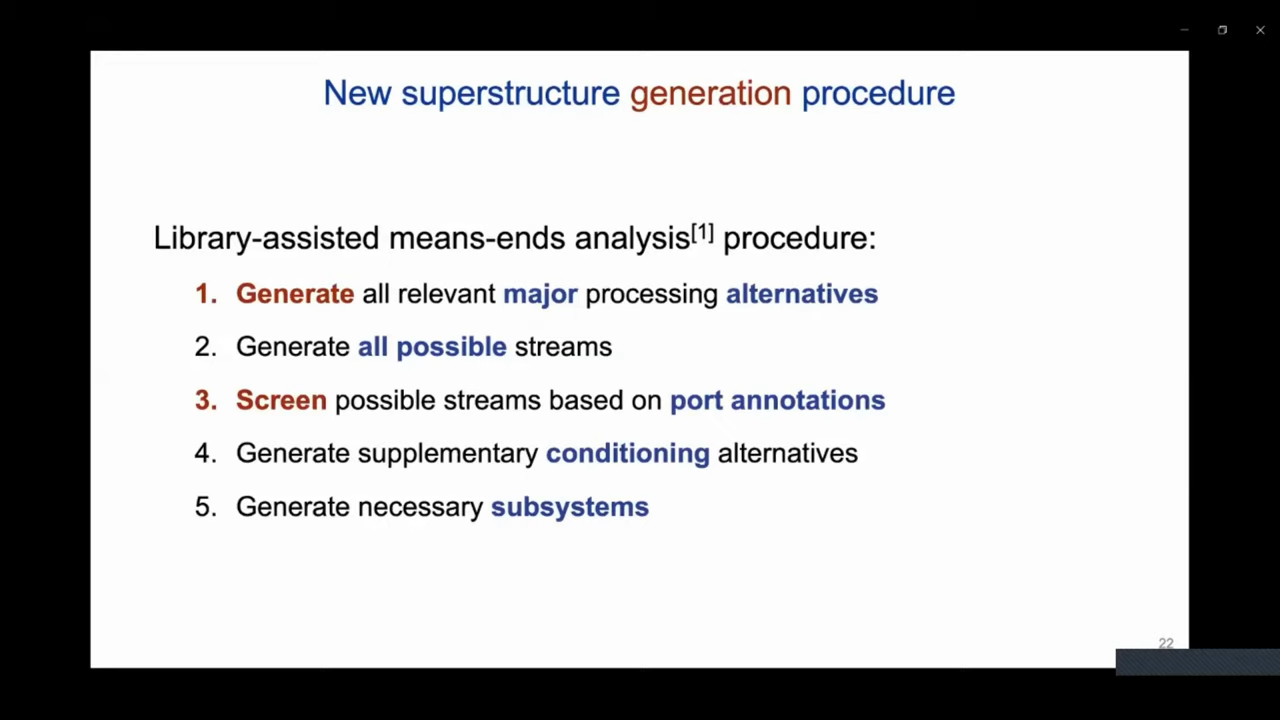 New superstructure generation procedure
Library-assisted means-ends analysis[1] procedure:
1. Generate all relevant major processing alternatives
2. Generate all possible streams
3. Screen possible streams based on port annotations
4. Generate supplementary conditioning alternatives
5. Generate necessary subsystems
22